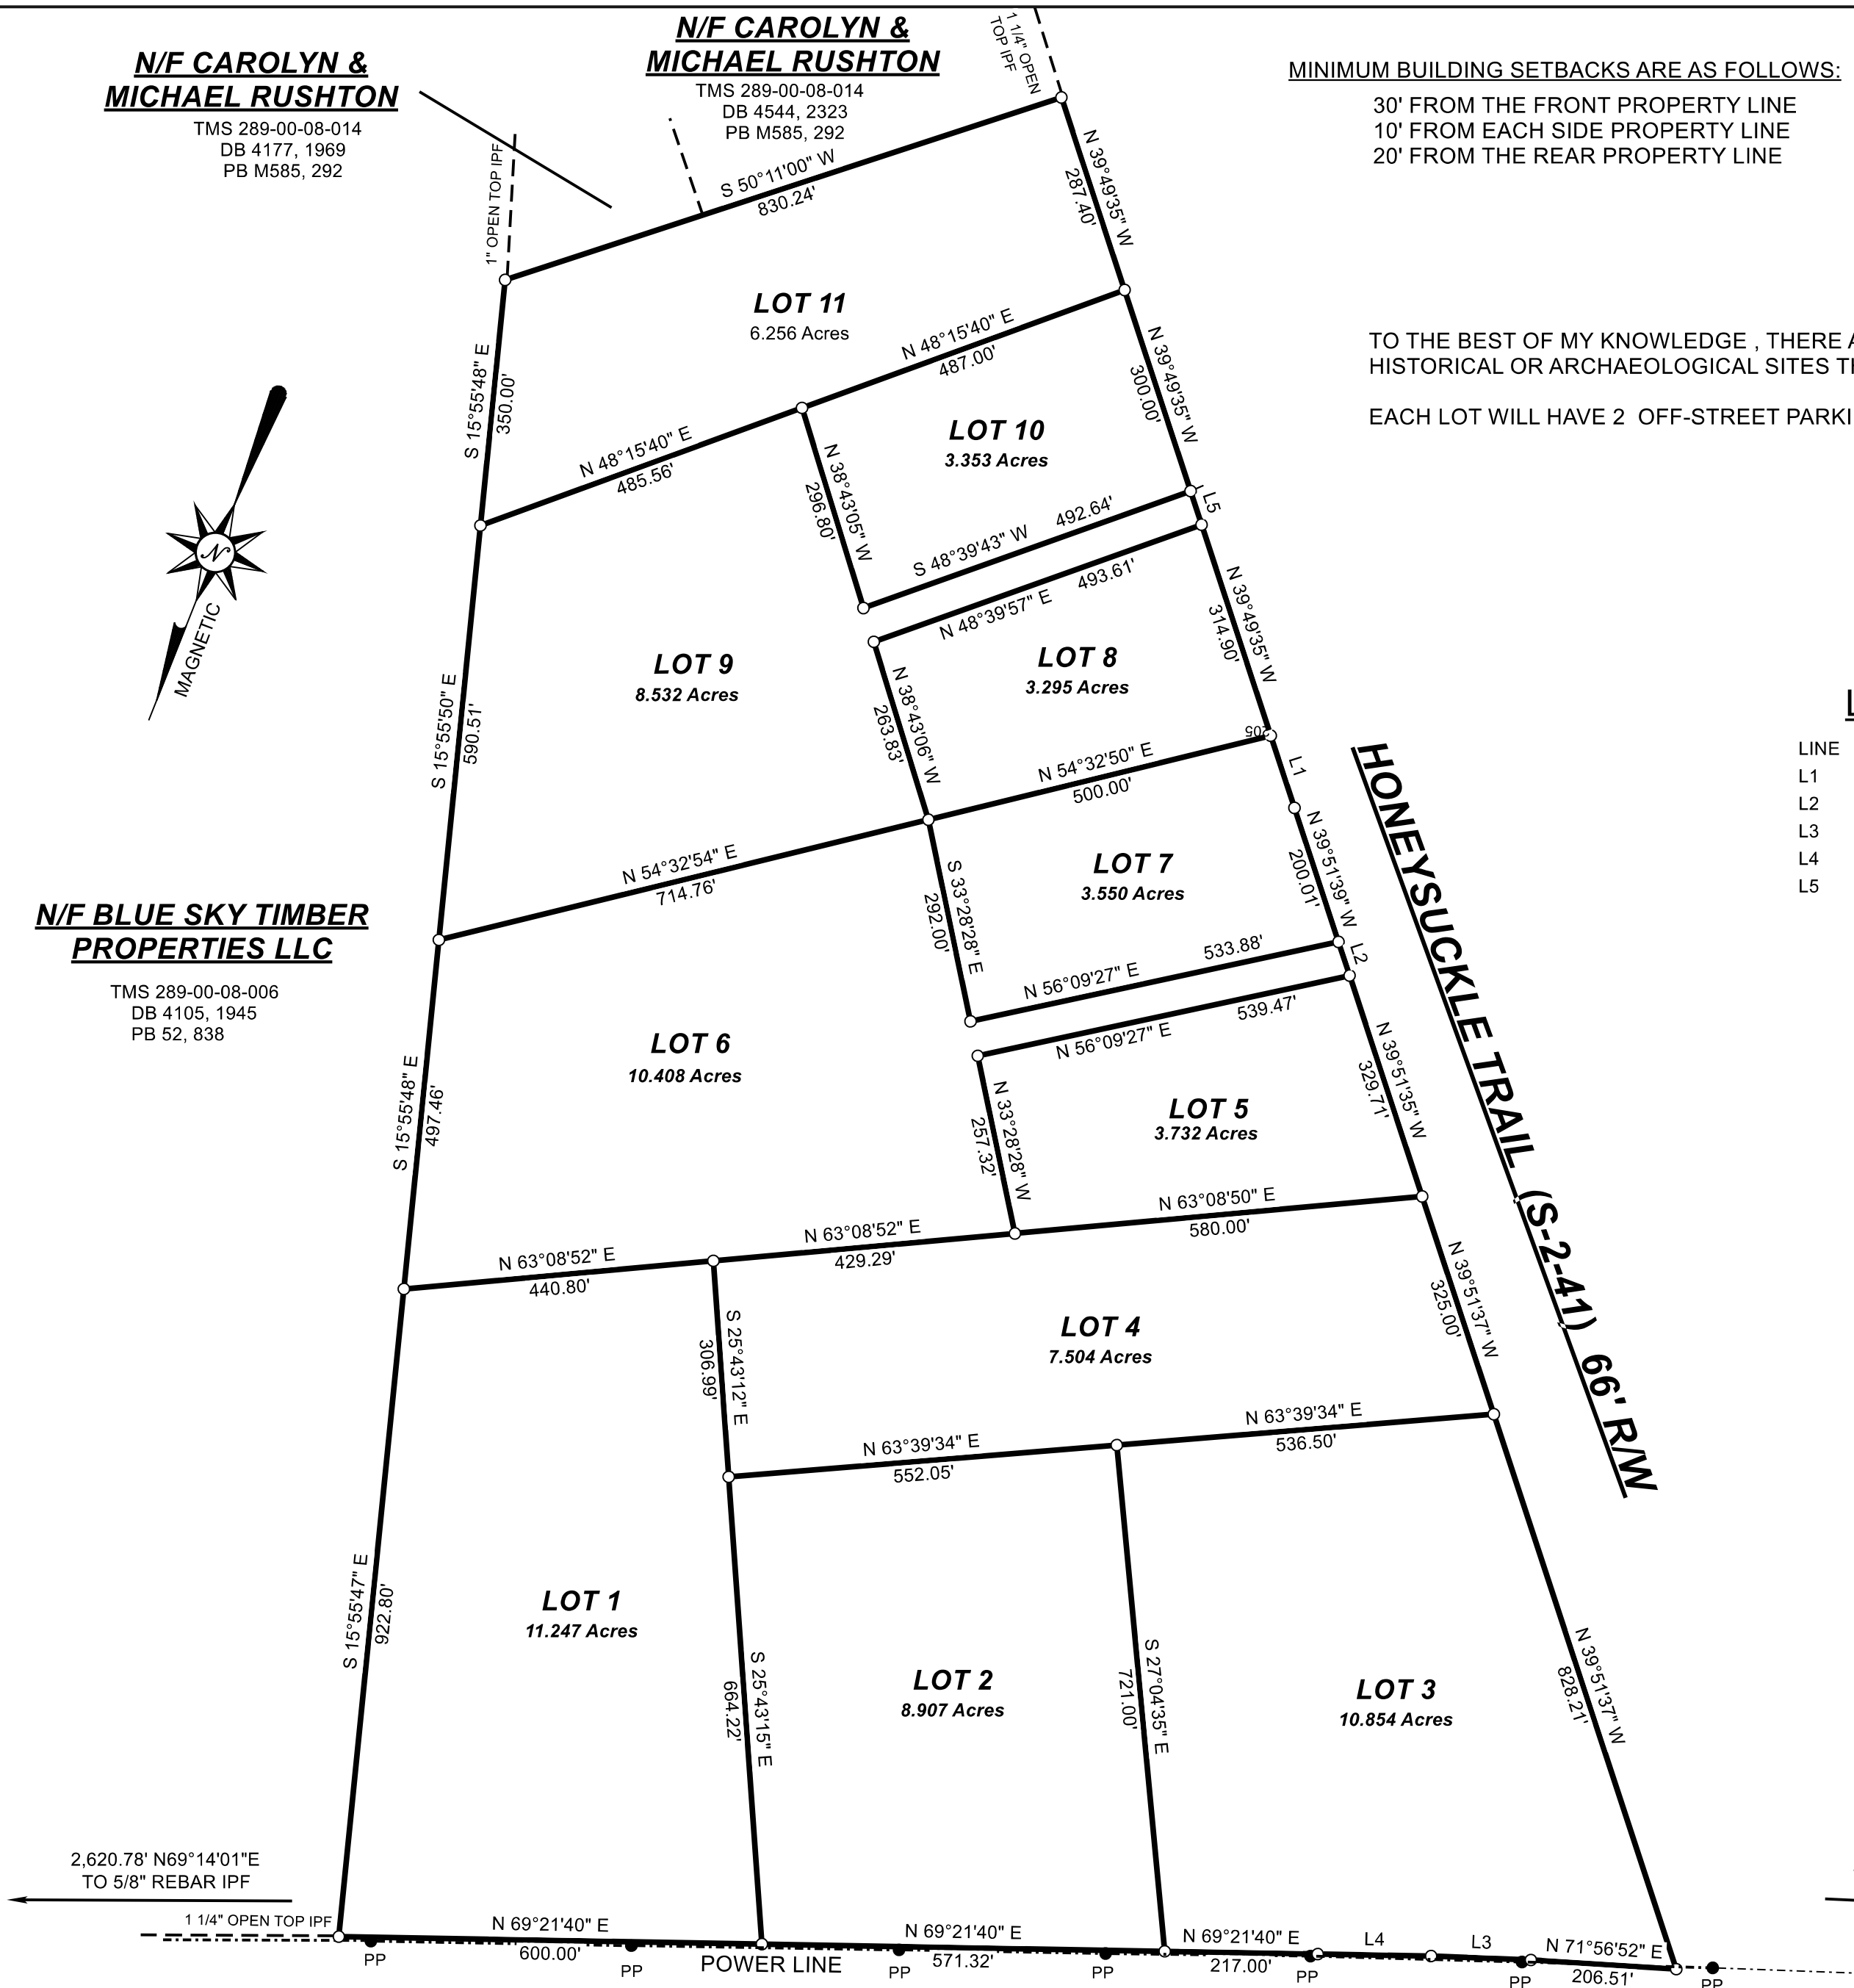 N/F CAROLYN &
MICHAEL RUSHTON
TMS 289-00-08-014
DB 4177, 1969
PB M585, 292
N/F CAROLYN &
MICHAEL RUSHTON
TMS 289-00-08-014
DB 4544, 2323
PB M585, 292
1 1/4" OPEN
TOP IPF
MINIMUM BUILDING SETBACKS ARE AS FOLLOWS:
30' FROM THE FRONT PROPERTY LINE
10' FROM EACH SIDE PROPERTY LINE
20' FROM THE REAR PROPERTY LINE
1" OPEN TOP IPF
S 50°11'00" W
830.24'
N 39°49'35" W
287.40'
LOT 11
6.256 Acres
S 15°55'48" E
350.00'
N 48°15'40" E
487.00'
N 48°15'40" E
485.56'
TO THE BEST OF MY KNOWLEDGE , THERE
HISTORICAL OR ARCHAEOLOGICAL SITES
EACH LOT WILL HAVE 2 OFF-STREET
N 39°49'35" W
300.00'
LOT 10
3.353 Acres
N 38°43'05" W
296.80'
S 48°39'43" W
492.64'
L5
N
MAGNETIC
N 48°39'57" E
493.61'
N 39°49'35" W
314.90'
LOT 9
8.532 Acres
LOT 8
3.295 Acres
S 15°55'50" E
590.51'
N 38°43'06" W
263.83'
N 54°32'50" E
500.00'
L1
LINE
L1
L2
L3
L4
L5
N 54°32'54" E
714.76'
LOT 7
3.550 Acres
S 33°28'28" E
292.00'
N 39°51'39" W
200.01'
HONEYSUCKLE TRAIL (S-2-41) 66' R/W
N/F BLUE SKY TIMBER
PROPERTIES LLC
TMS 289-00-08-006
DB 4105, 1945
PB 52, 838
N 56°09'27" E
533.88'
L2
N 56°09'27" E
539.47'
LOT 6
10.408 Acres
S 15°55'48" E
497.46'
N 33°28'28" W
257.32'
LOT 5
3.732 Acres
N 39°51'35" W
329.71'
N 63°08'52" E
440.80'
N 63°08'52" E
429.29'
N 63°08'50" E
580.00'
S 25°43'12" E
306.99'
LOT 4
7.504 Acres
N 39°51'37" W
325.00'
N 63°39'34" E
552.05'
N 63°39'34" E
536.50'
S 15°55'47" E
922.80'
LOT 1
11.247 Acres
S 25°43'15" E
664.22'
LOT 2
8.907 Acres
S 27°04'35" E
721.00'
LOT 3
10.854 Acres
N 39°51'37" W
828.21'
2,620.78' N69°14'01"E
TO 5/8" REBAR IPF
1 1/4" OPEN TOP IPF
N 69°21'40" E
600.00'
N 69°21'40" E
571.32'
N 69°21'40" E
217.00'
L4
L3
N 71°56'52" E
206.51'
PP
PP
POWER LINE
PP
PP
PP
PP
PP